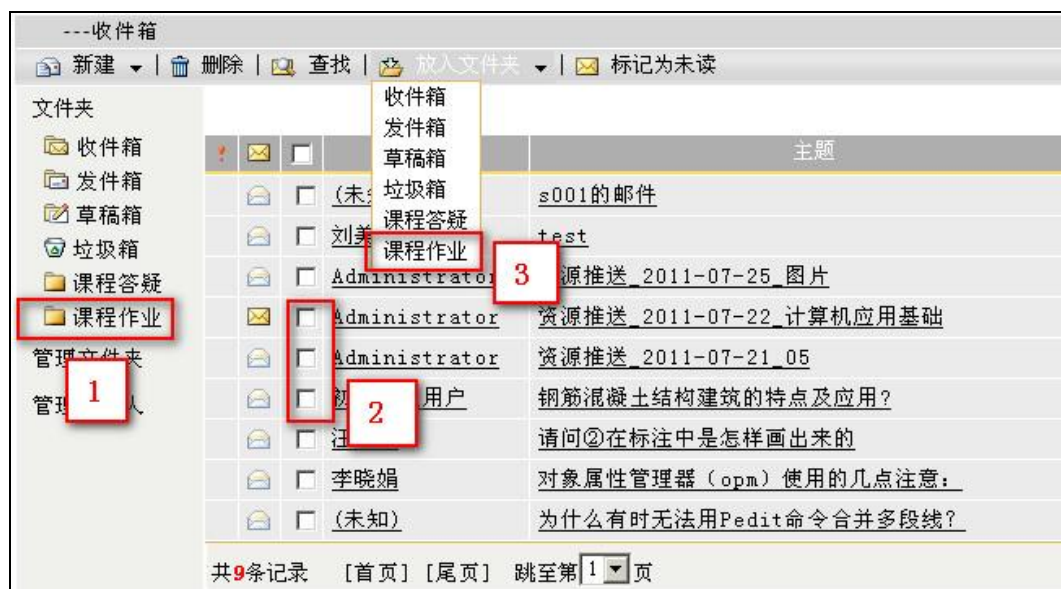 ---收件箱
新建 | 删除 | 查找 | 放入文件夹 | 标记为未读
文件夹
收件箱
发件箱
草稿箱
垃圾箱
课程答疑
课程作业
收件箱
发件箱
草稿箱
垃圾箱
课程答疑
课程作业
1
2
3
主题
s001的邮件
test
Administrator 源推送_2011-07-25_图片
Administrator 资源推送_2011-07-22_计算机应用基础
Administrator 资源推送_2011-07-21_05
用户 钢筋混凝土结构建筑的特点及应用?
请问②在标注中是怎样画出来的
李晓娟 对象属性管理器（opm）使用的几点注意：
(未知) 为什么有时无法用Pedit命令合并多段线?
共9条记录 [首页] [尾页] 跳至第 1 页